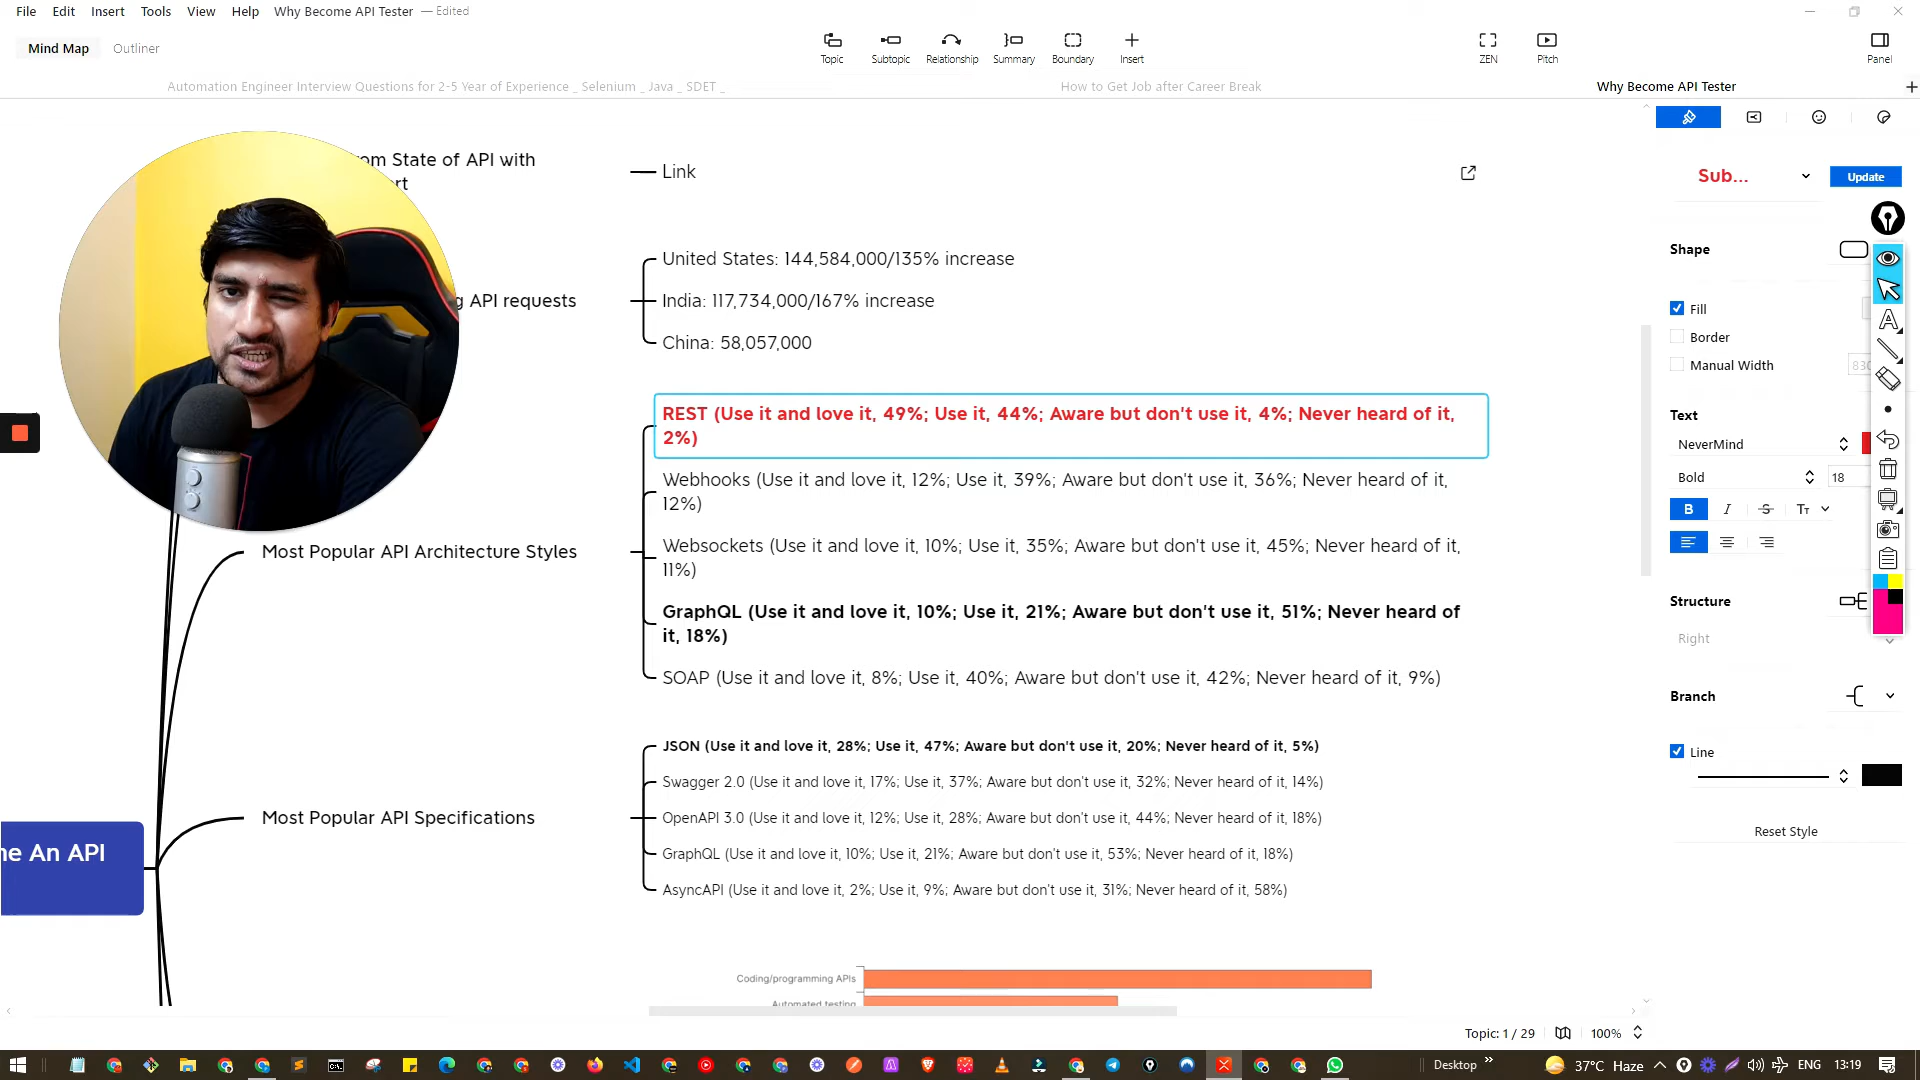 File Edit Insert Tools View Help Why Become API Tester — Edited
Mind Map Outliner
Topic Subtopic Relationship Summary Boundary Insert ZEN Pitch Panel
Automation Engineer Interview Questions for 2-5 Year of Experience _ Selenium _ Java _ SDET _
How to Get Job after Career Break
Why Become API Tester
State of API with
Link
API requests
United States: 144,584,000/135% increase
India: 117,734,000/167% increase
China: 58,057,000
Most Popular API Architecture Styles
REST (Use it and love it, 49%; Use it, 44%; Aware but don't use it, 4%; Never heard of it,
2%)
Webhooks (Use it and love it, 12%; Use it, 39%; Aware but don't use it, 36%; Never heard of it,
12%)
Websockets (Use it and love it, 10%; Use it, 35%; Aware but don't use it, 45%; Never heard of it,
11%)
GraphQL (Use it and love it, 10%; Use it, 21%; Aware but don't use it, 51%; Never heard of
it, 18%)
SOAP (Use it and love it, 8%; Use it, 40%; Aware but don't use it, 42%; Never heard of it, 9%)
Most Popular API Specifications
JSON (Use it and love it, 28%; Use it, 47%; Aware but don't use it, 20%; Never heard of it, 5%)
Swagger 2.0 (Use it and love it, 17%; Use it, 37%; Aware but don't use it, 32%; Never heard of it, 14%)
OpenAPI 3.0 (Use it and love it, 12%; Use it, 28%; Aware but don't use it, 44%; Never heard of it, 18%)
GraphQL (Use it and love it, 10%; Use it, 21%; Aware but don't use it, 53%; Never heard of it, 18%)
AsyncAPI (Use it and love it, 2%; Use it, 9%; Aware but don't use it, 31%; Never heard of it, 58%)
An API
Coding/programming APIs
Automated testing
Sub...
Update
Shape
Fill
Border
Manual Width
Text
NeverMind
Bold 18
B I S Tт
Structure
Right
Branch
Line
Reset Style
Topic: 1 / 29 100%
Desktop 37°C Haze ENG 13:19